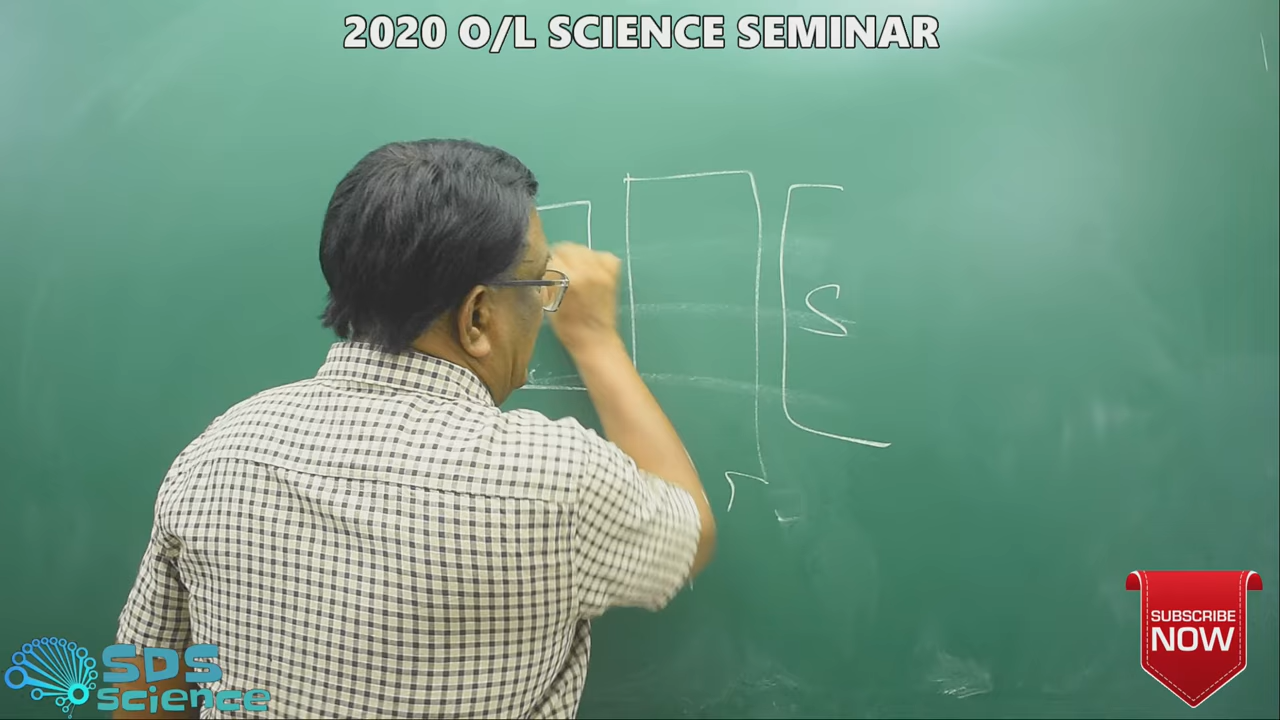 2020 O/L SCIENCE SEMINAR
S
SDS
science
SUBSCRIBE
NOW